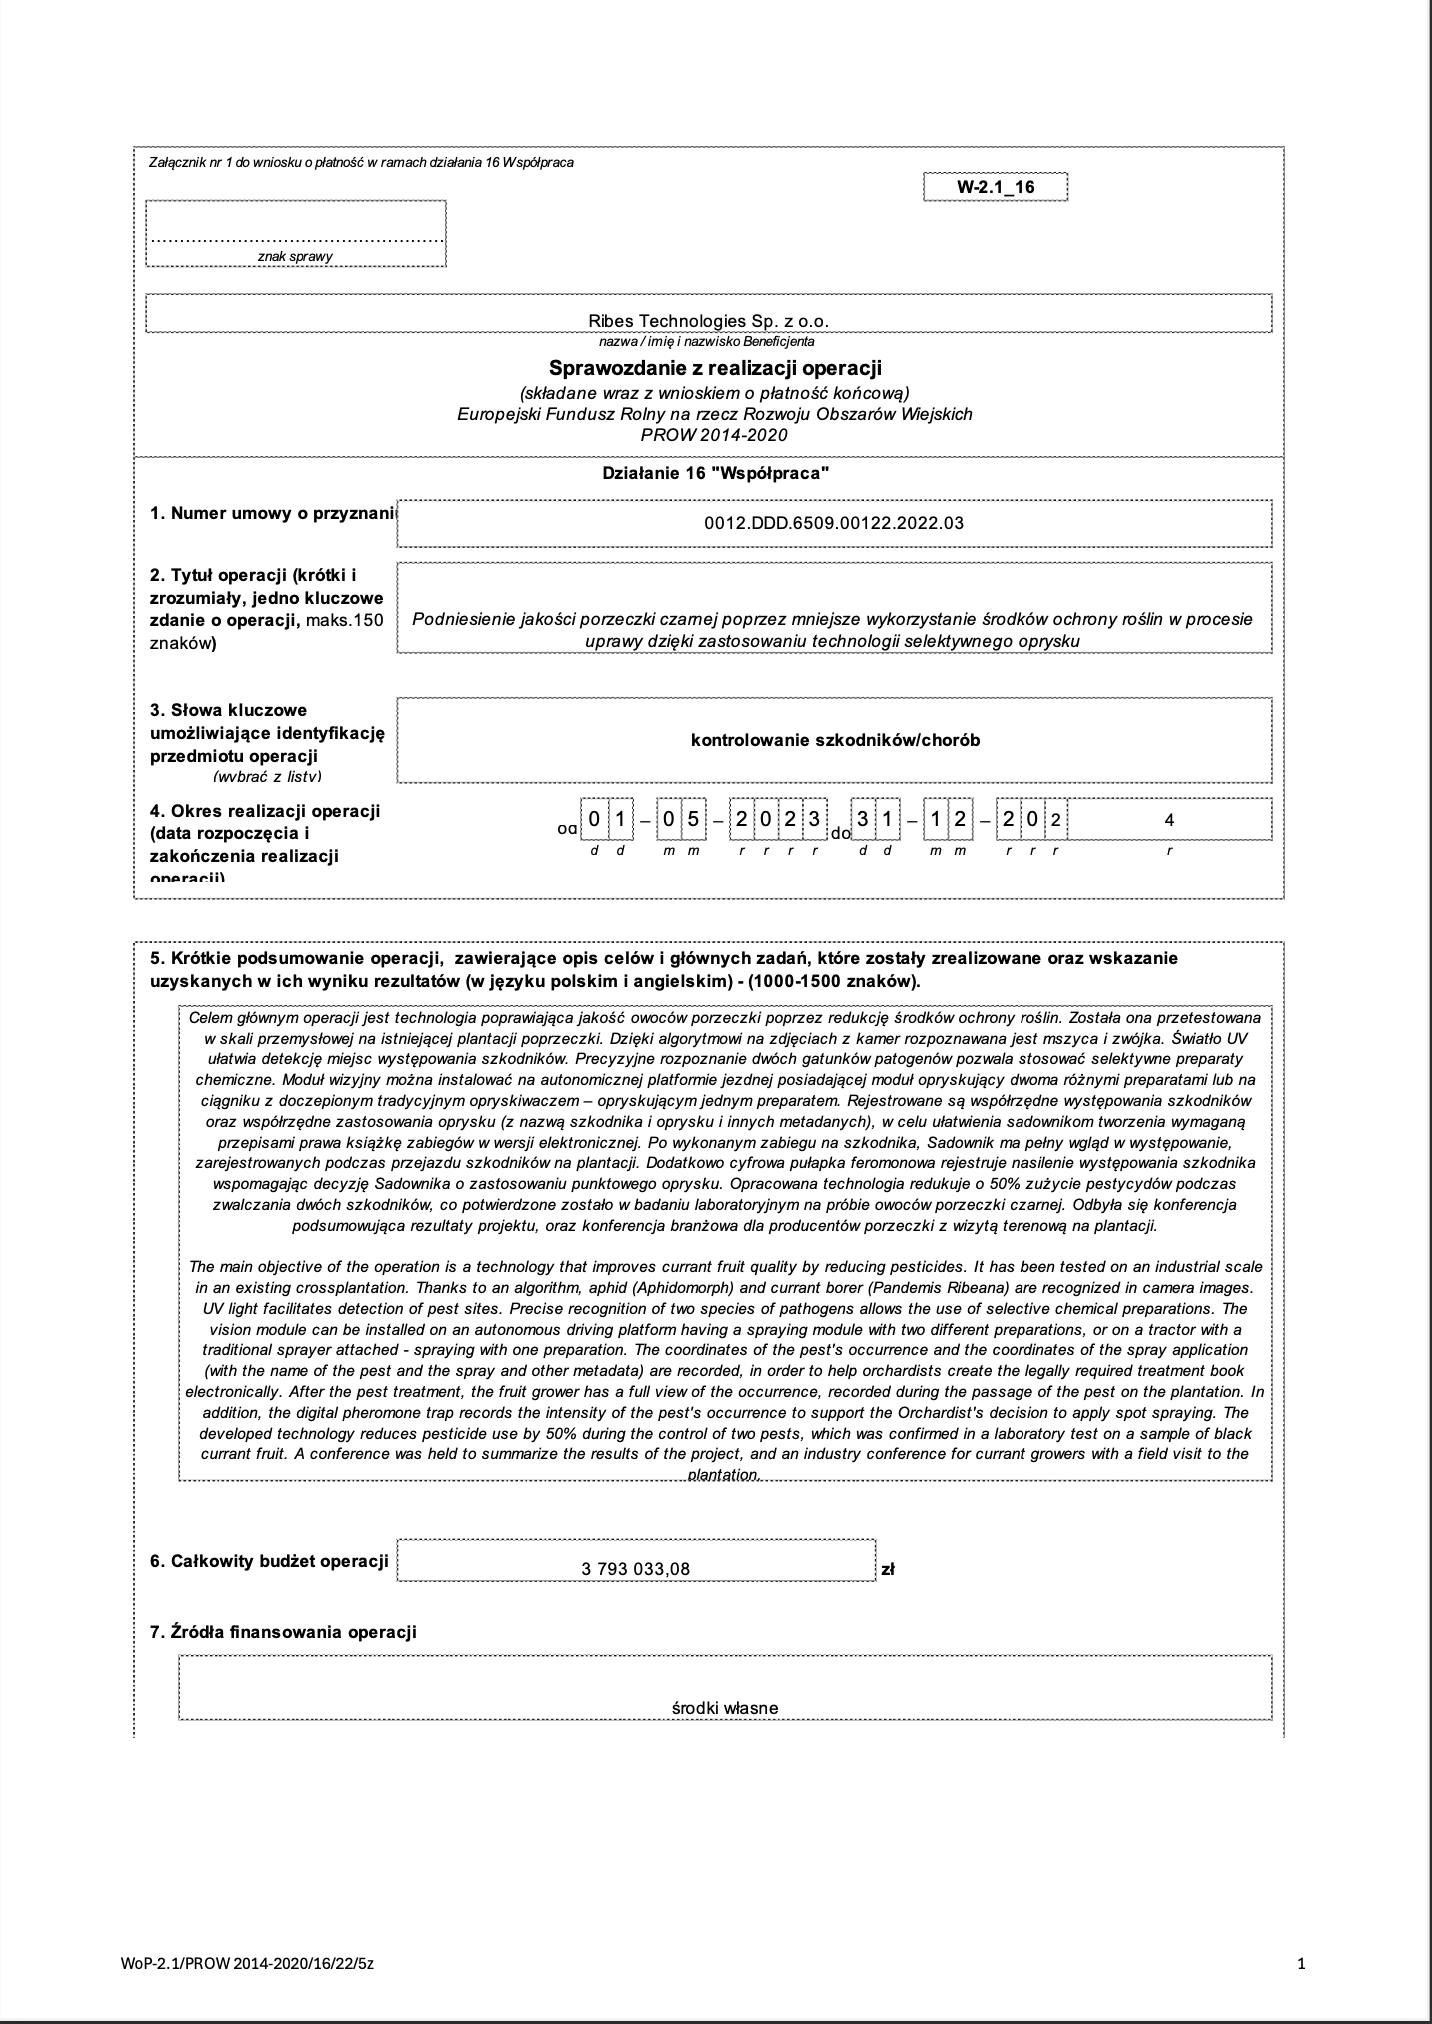 Załącznik nr 1 do wniosku o płatność w ramach działania 16 Współpraca
W-2.1_16
znak sprawy
Ribes Technologies Sp. z o.o.
nazwa / imię i nazwisko Beneficjenta
Sprawozdanie z realizacji operacji
(składane wraz z wnioskiem o płatność końcową)
Europejski Fundusz Rolny na rzecz Rozwoju Obszarów Wiejskich
PROW 2014-2020
Działanie 16 "Współpraca"
1. Numer umowy o przyznani
0012.DDD.6509.00122.2022.03
2. Tytuł operacji (krótki i
zrozumiały, jedno kluczowe
zdanie o operacji, maks.150
znaków)
Podniesienie jakości porzeczki czarnej poprzez mniejsze wykorzystanie środków ochrony roślin w procesie
uprawy dzięki zastosowaniu technologii selektywnego oprysku
3. Słowa kluczowe
umożliwiające identyfikację
przedmiotu operacji
(wybrać z listy)
kontrolowanie szkodników/chorób
4. Okres realizacji operacji
(data rozpoczęcia i
zakończenia realizacji
operacji)
od 0 1 – 0 5 – 2 0 2 3 do 3 1 – 1 2 – 2 0 2 4
d d m m r r r r d d m m r r r r
5. Krótkie podsumowanie operacji, zawierające opis celów i głównych zadań, które zostały zrealizowane oraz wskazanie
uzyskanych w ich wyniku rezultatów (w języku polskim i angielskim) - (1000-1500 znaków).
Celem głównym operacji jest technologia poprawiająca jakość owoców porzeczki poprzez redukcję środków ochrony roślin. Została ona przetestowana
w skali przemysłowej na istniejącej plantacji poprzeczki. Dzięki algorytmowi na zdjęciach z kamer rozpoznawana jest mszyca i zwójka. Światło UV
ułatwia detekcję miejsc występowania szkodników. Precyzyjne rozpoznanie dwóch gatunków patogenów pozwala stosować selektywne preparaty
chemiczne. Moduł wizyjny można instalować na autonomicznej platformie jezdnej posiadającej moduł opryskujący dwoma różnymi preparatami lub na
ciągniku z doczepionym tradycyjnym opryskiwaczem – opryskującym jednym preparatem. Rejestrowane są współrzędne występowania szkodników
oraz współrzędne zastosowania oprysku (z nazwą szkodnika i oprysku i innych metadanych), w celu ułatwienia sadownikom tworzenia wymaganą
przepisami prawa książkę zabiegów w wersji elektronicznej. Po wykonanym zabiegu na szkodnika, Sadownik ma pełny wgląd w występowanie,
zarejestrowanych podczas przejazdu szkodników na plantacji. Dodatkowo cyfrowa pułapka feromonowa rejestruje nasilenie występowania szkodnika
wspomagając decyzję Sadownika o zastosowaniu punktowego oprysku. Opracowana technologia redukuje o 50% zużycie pestycydów podczas
zwalczania dwóch szkodników, co potwierdzone zostało w badaniu laboratoryjnym na próbie owoców porzeczki czarnej. Odbyła się konferencja
podsumowująca rezultaty projektu, oraz konferencja branżowa dla producentów porzeczki z wizytą terenową na plantacji.
The main objective of the operation is a technology that improves currant fruit quality by reducing pesticides. It has been tested on an industrial scale
in an existing crossplantation. Thanks to an algorithm, aphid (Aphidomorph) and currant borer (Pandemis Ribeana) are recognized in camera images.
UV light facilitates detection of pest sites. Precise recognition of two species of pathogens allows the use of selective chemical preparations. The
vision module can be installed on an autonomous driving platform having a spraying module with two different preparations, or on a tractor with a
traditional sprayer attached - spraying with one preparation. The coordinates of the pest's occurrence and the coordinates of the spray application
(with the name of the pest and the spray and other metadata) are recorded, in order to help orchardists create the legally required treatment book
electronically. After the pest treatment, the fruit grower has a full view of the occurrence, recorded during the passage of the pest on the plantation. In
addition, the digital pheromone trap records the intensity of the pest's occurrence to support the Orchardist's decision to apply spot spraying. The
developed technology reduces pesticide use by 50% during the control of two pests, which was confirmed in a laboratory test on a sample of black
currant fruit. A conference was held to summarize the results of the project, and an industry conference for currant growers with a field visit to the
plantation.
6. Całkowity budżet operacji
3 793 033,08
zł
7. Źródła finansowania operacji
środki własne
WoP-2.1/PROW 2014-2020/16/22/5z
1